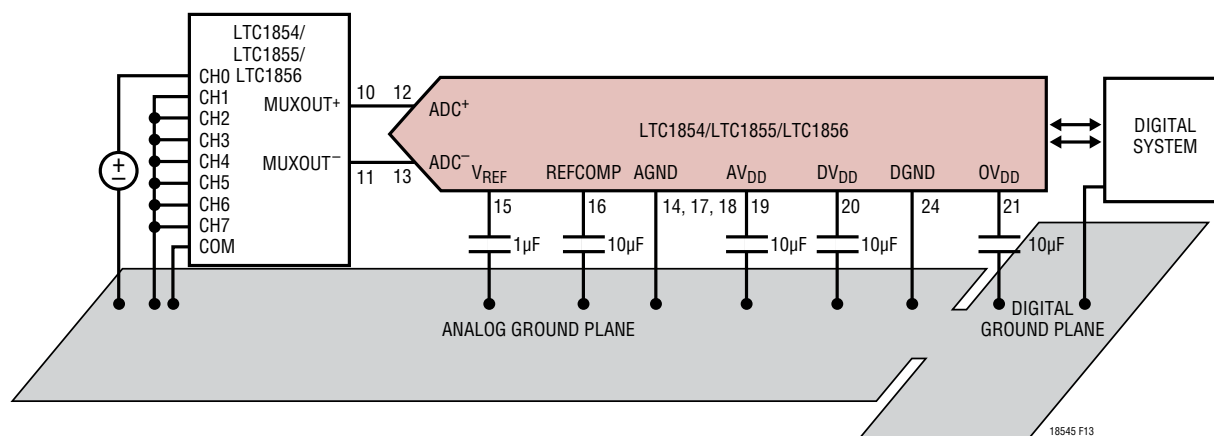 LTC1854/
LTC1855/
LTC1856
CH0
CH1
CH2
CH3
CH4
CH5
CH6
CH7
COM
MUXOUT+
MUXOUT–
10
12
11
13
ADC+
ADC–
LTC1854/LTC1855/LTC1856
VREF
REFCOMP
AGND
AVDD
DVDD
DGND
OVDD
15
16
14, 17, 18
19
20
24
21
1µF
10µF
10µF
10µF
10µF
DIGITAL
SYSTEM
ANALOG GROUND PLANE
DIGITAL
GROUND PLANE
18545 F13